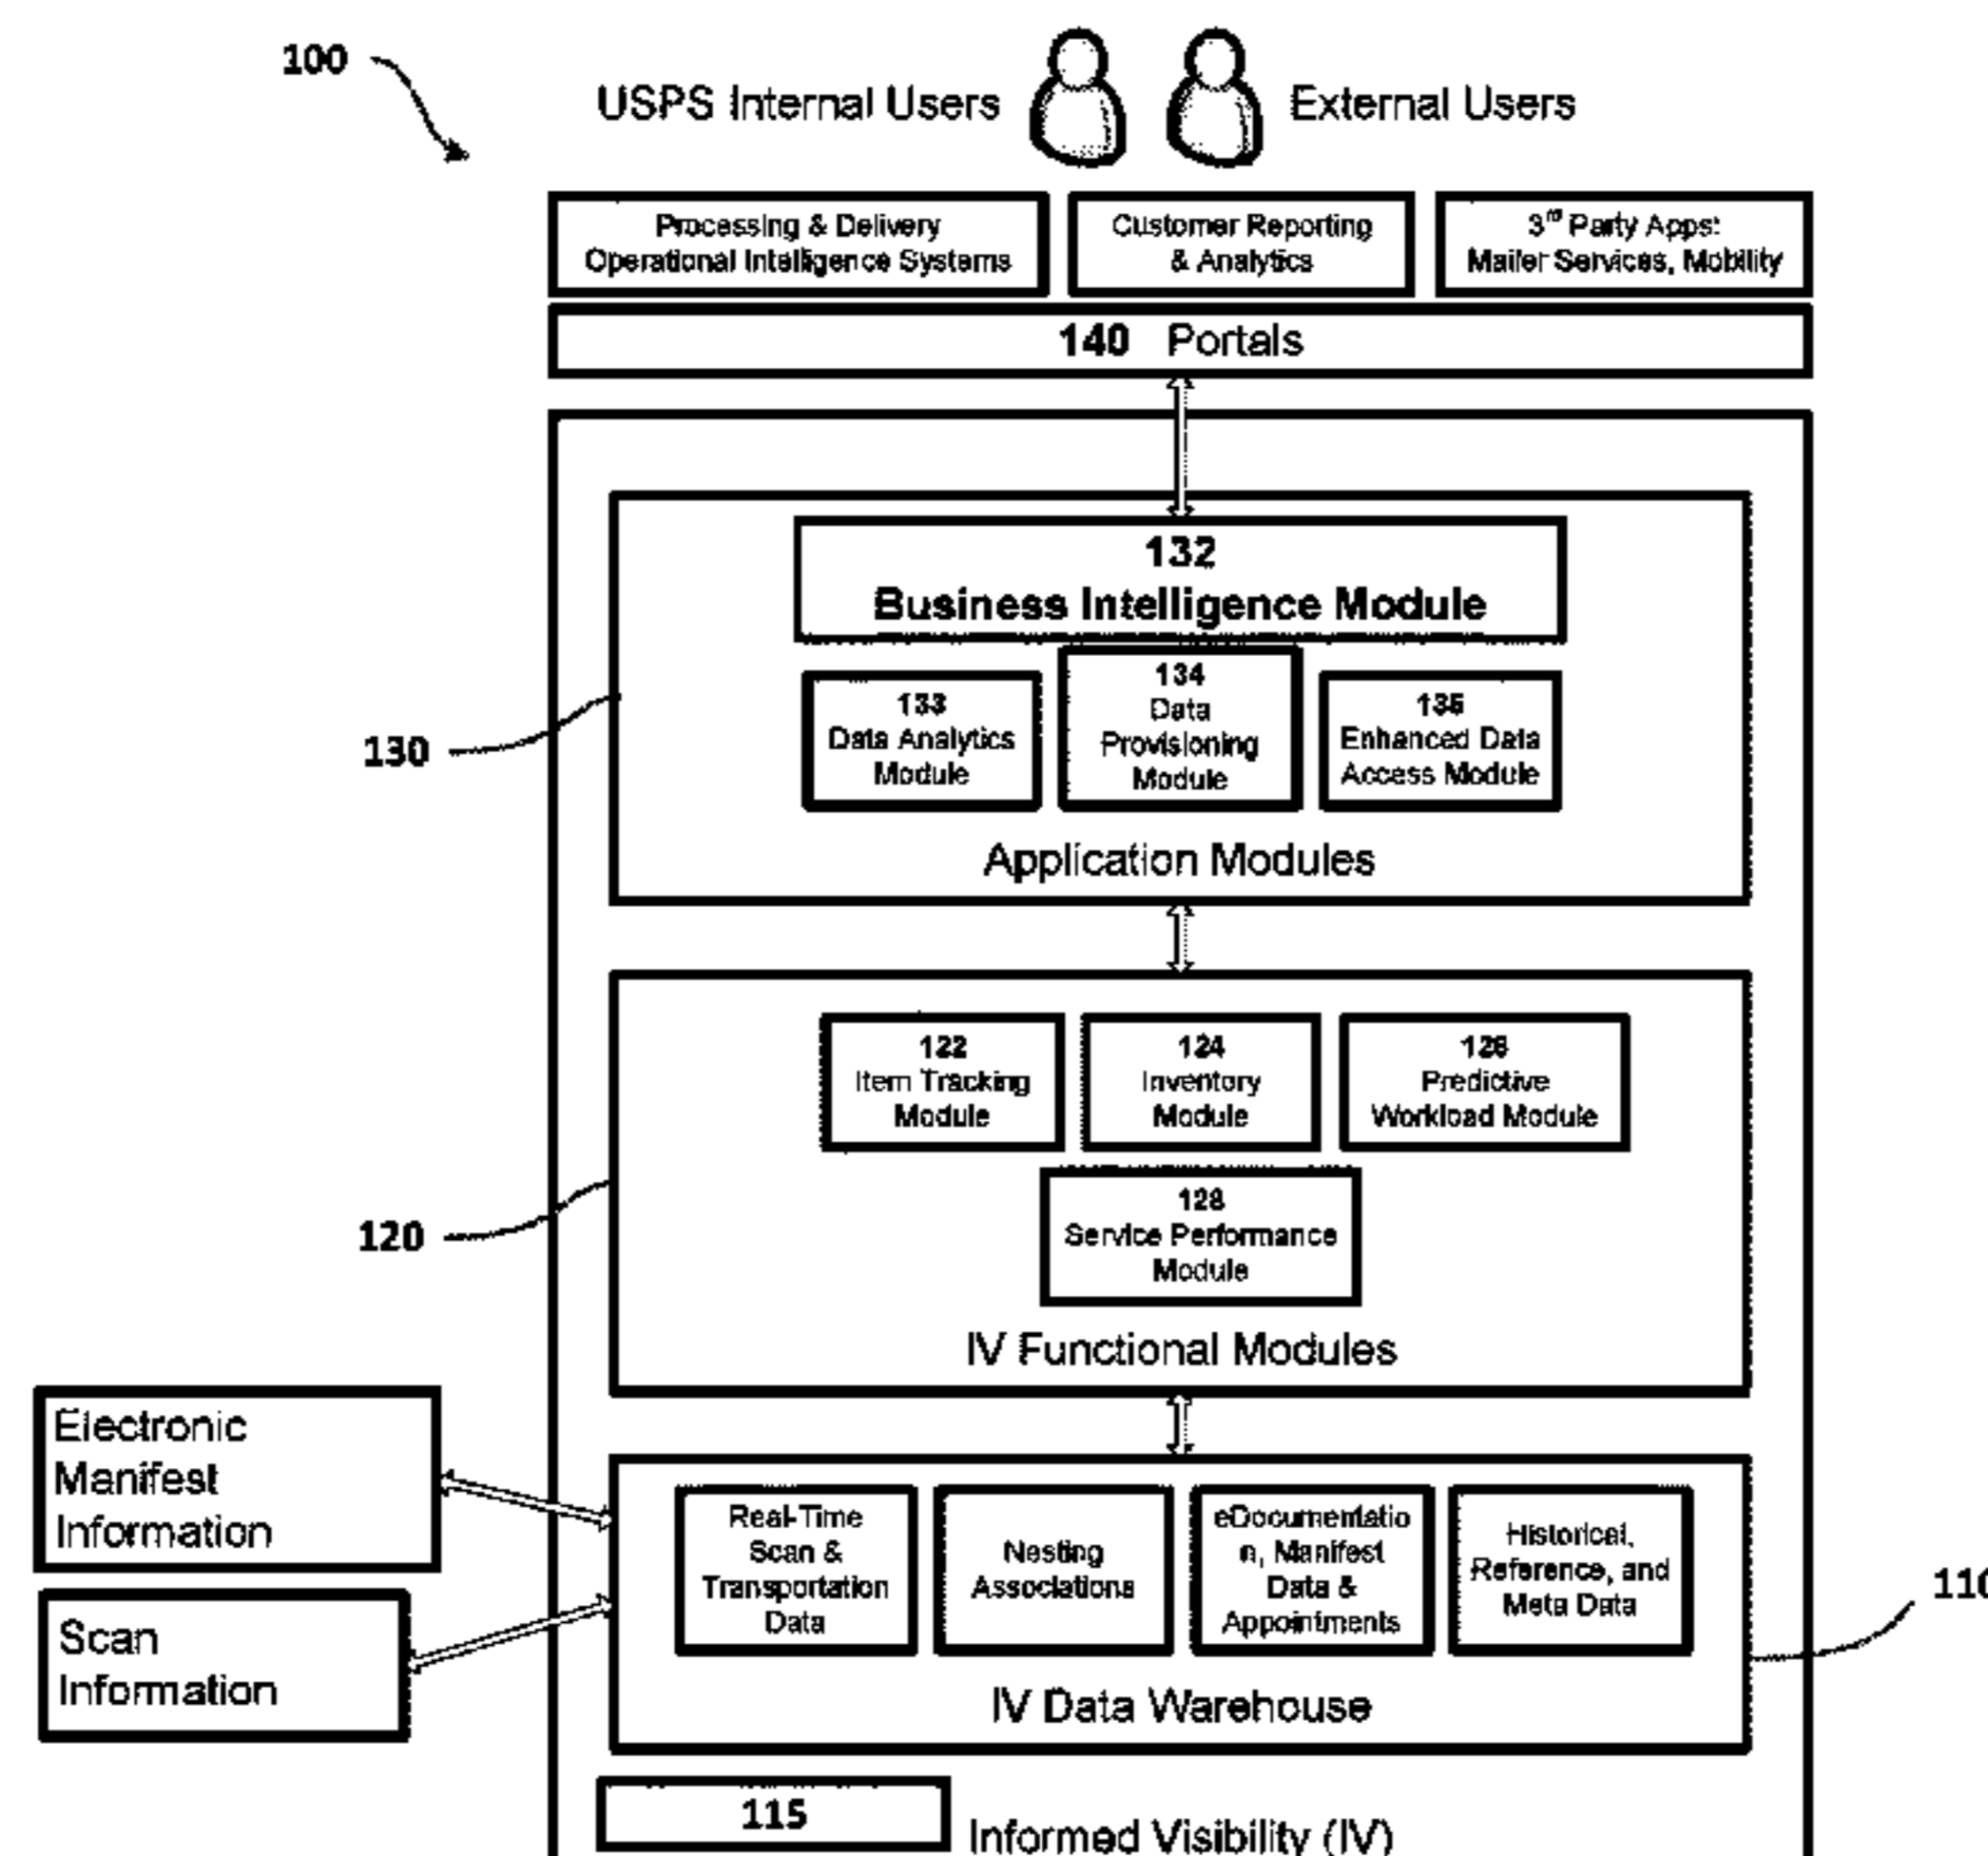 100
USPS Internal Users
External Users
Processing & Delivery
Operational Intelligence Systems
Customer Reporting
& Analytics
3rd Party Apps:
Mailer Services, Mobility
140 Portals
132
Business Intelligence Module
133
Data Analytics
Module
134
Data
Provisioning
Module
135
Enhanced Data
Access Module
130
Application Modules
122
Item Tracking
Module
124
Inventory
Module
126
Predictive
Workload Module
128
Service Performance
Module
120
IV Functional Modules
Electronic
Manifest
Information
Scan
Information
Real-Time
Scan &
Transportation
Data
Nesting
Associations
eDocumentatio
n, Manifest
Data &
Appointments
Historical,
Reference, and
Meta Data
110
IV Data Warehouse
115
Informed Visibility (IV)